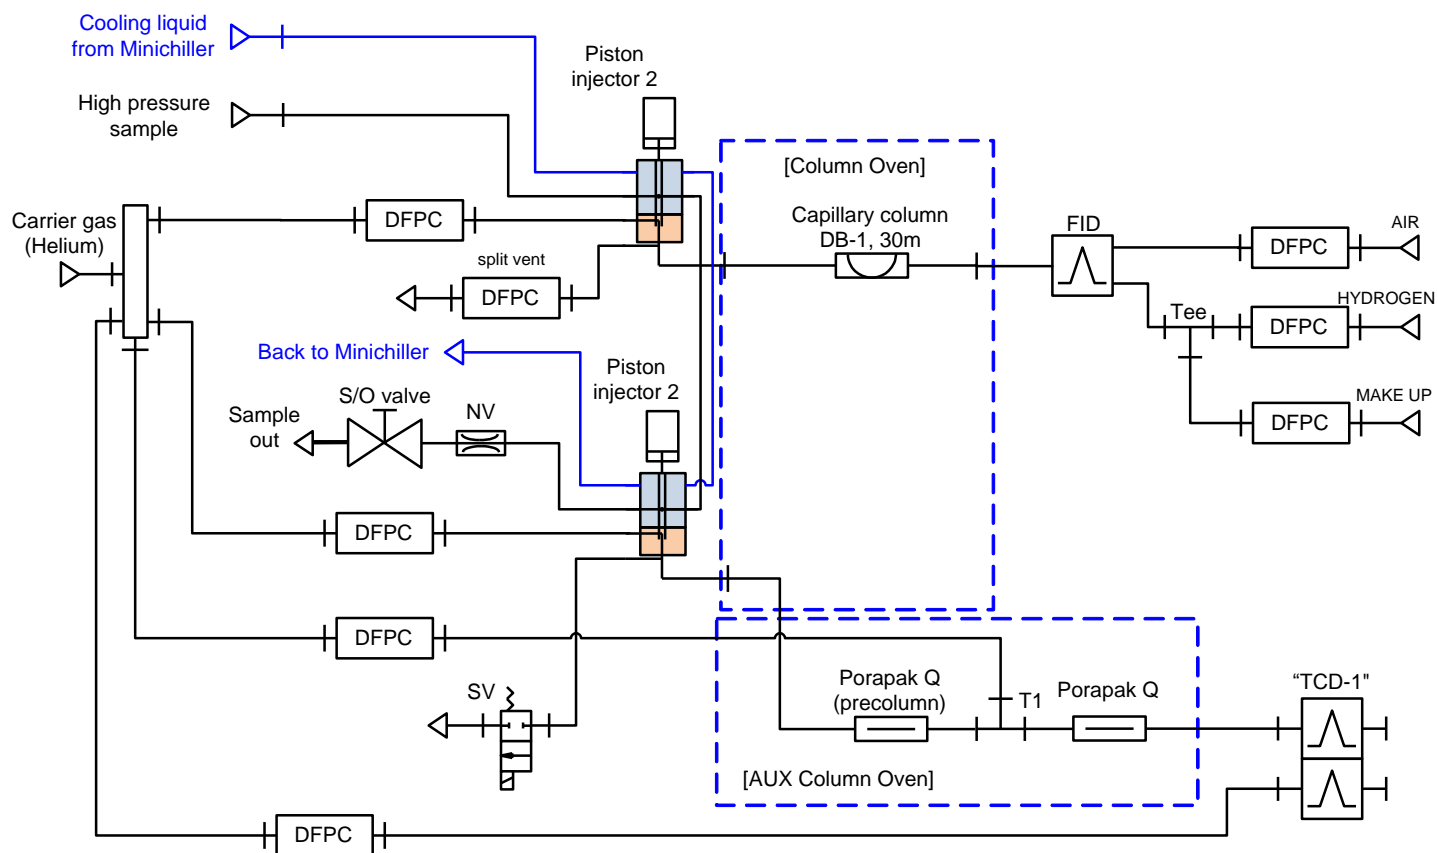 Cooling liquid
from Minichiller
Piston
injector 2
High pressure
sample
[Column Oven]
Carrier gas
(Helium)
DFPC
Capillary column
DB-1, 30m
FID
AIR
DFPC
split vent
DFPC
HYDROGEN
Tee
DFPC
Back to Minichiller
Piston
injector 2
S/O valve
NV
Sample
out
MAKE UP
DFPC
DFPC
DFPC
SV
Porapak Q
(precolumn)
T1
Porapak Q
“TCD-1"
[AUX Column Oven]
DFPC